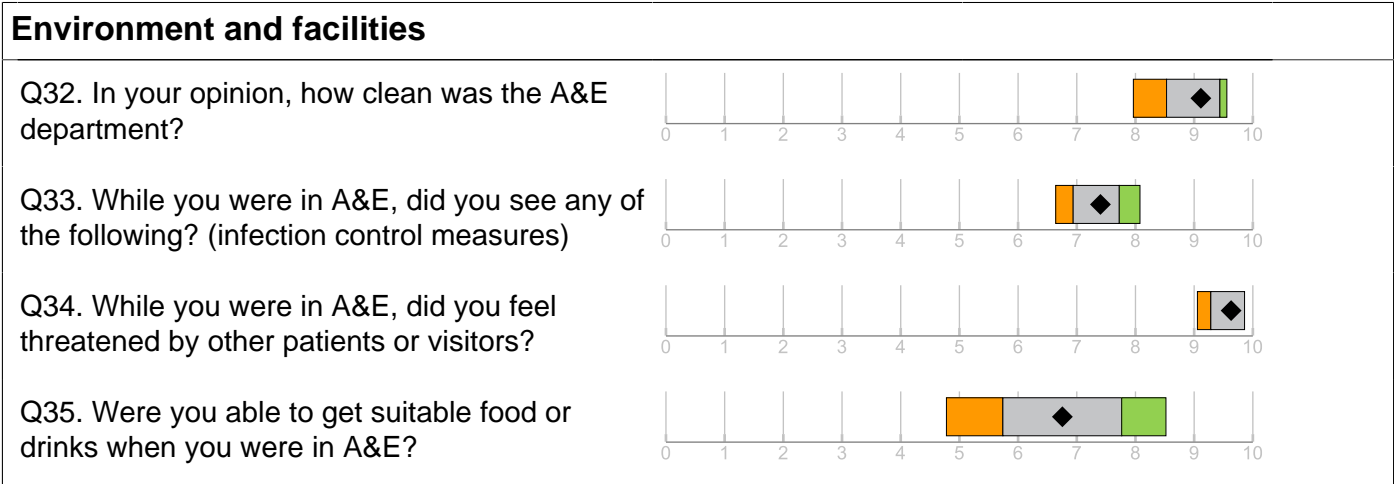 Environment and facilities
Q32. In your opinion, how clean was the A&E
department?
0 1 2 3 4 5 6 7 8 9 10
Q33. While you were in A&E, did you see any of
the following? (infection control measures)
0 1 2 3 4 5 6 7 8 9 10
Q34. While you were in A&E, did you feel
threatened by other patients or visitors?
0 1 2 3 4 5 6 7 8 9 10
Q35. Were you able to get suitable food or
drinks when you were in A&E?
0 1 2 3 4 5 6 7 8 9 10